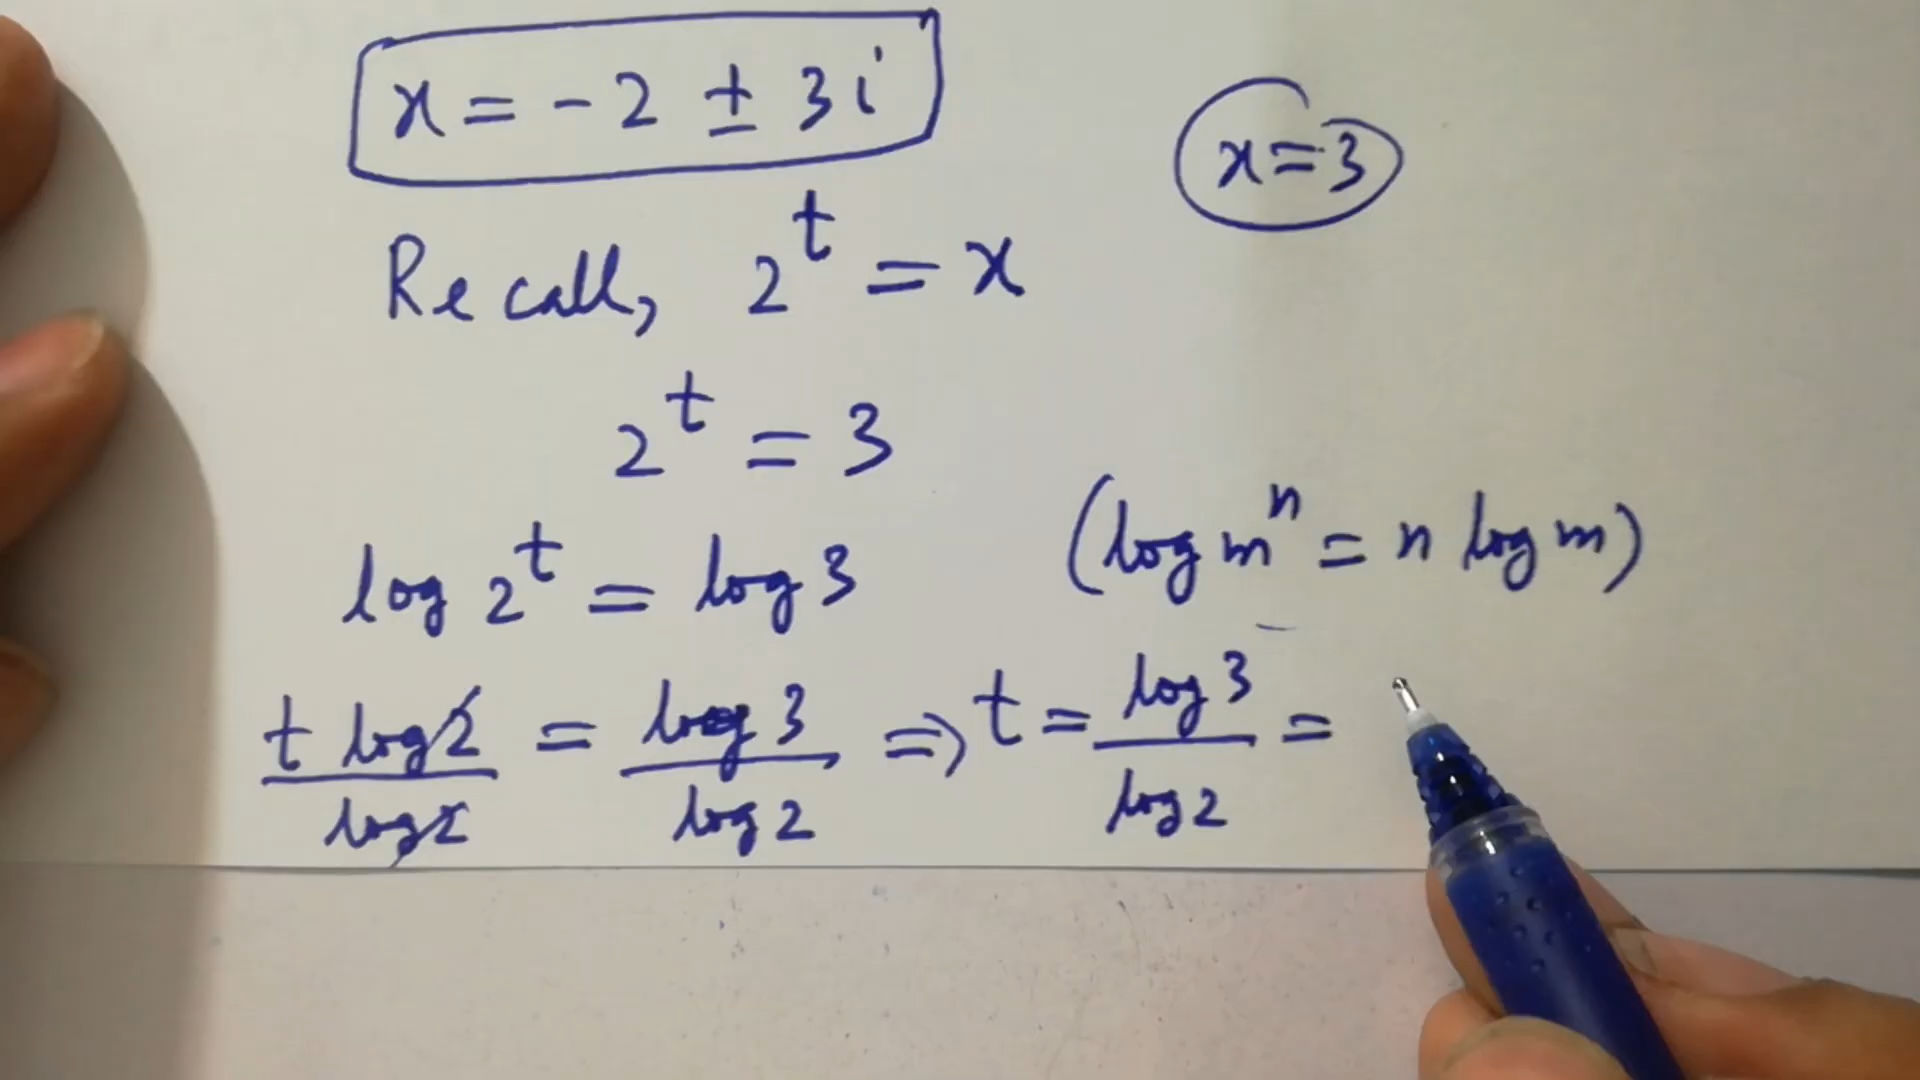 x = -2 ± 3i
x = 3
Recall, 2^t = x
2^t = 3
log 2^t = log 3 (log m^n = n log m)
t log 2 / log 2 = log 3 / log 2 ⇒ t = log 3 / log 2 =